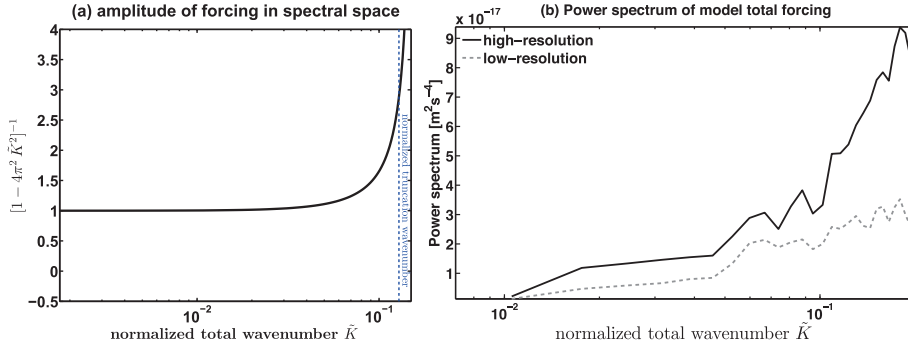 (a) amplitude of forcing in spectral space
4
3.5
3
2.5
2
1.5
1
0.5
0
−0.5
[1 − 4π² K̃²]⁻¹
normalized truncation wavenumber
10⁻²
10⁻¹
normalized total wavenumber K̃
(b) Power spectrum of model total forcing
x 10⁻¹⁷
high−resolution
low−resolution
9
8
7
6
5
4
3
2
1
Power spectrum [m²s⁻⁴]
10⁻²
10⁻¹
normalized total wavenumber K̃